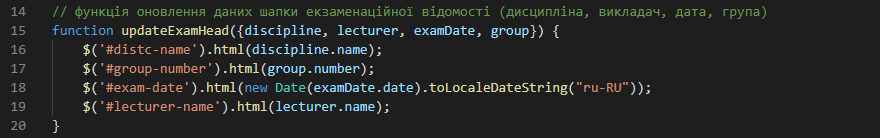 14 // функція оновлення даних шапки екзаменаційної відомості (дисципліна, викладач, дата, група)
15 function updateExamHead({discipline, lecturer, examDate, group}) {
16     $('#distc-name').html(discipline.name);
17     $('#group-number').html(group.number);
18     $('#exam-date').html(new Date(examDate.date).toLocaleDateString("ru-RU"));
19     $('#lecturer-name').html(lecturer.name);
20 }